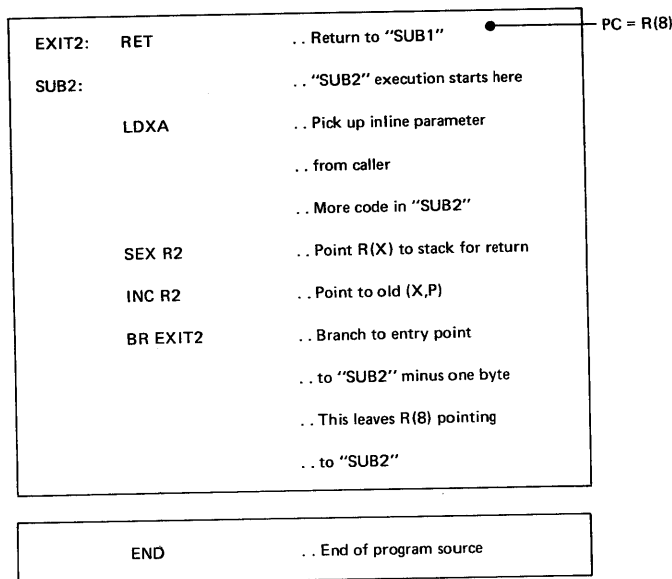 EXIT2: RET . . Return to "SUB1" PC = R(8)
SUB2: . . "SUB2" execution starts here
LDXA . . Pick up inline parameter
. . from caller
. . More code in "SUB2"
SEX R2 . . Point R(X) to stack for return
INC R2 . . Point to old (X,P)
BR EXIT2 . . Branch to entry point
. . to "SUB2" minus one byte
. . This leaves R(8) pointing
. . to "SUB2"
END . . End of program source